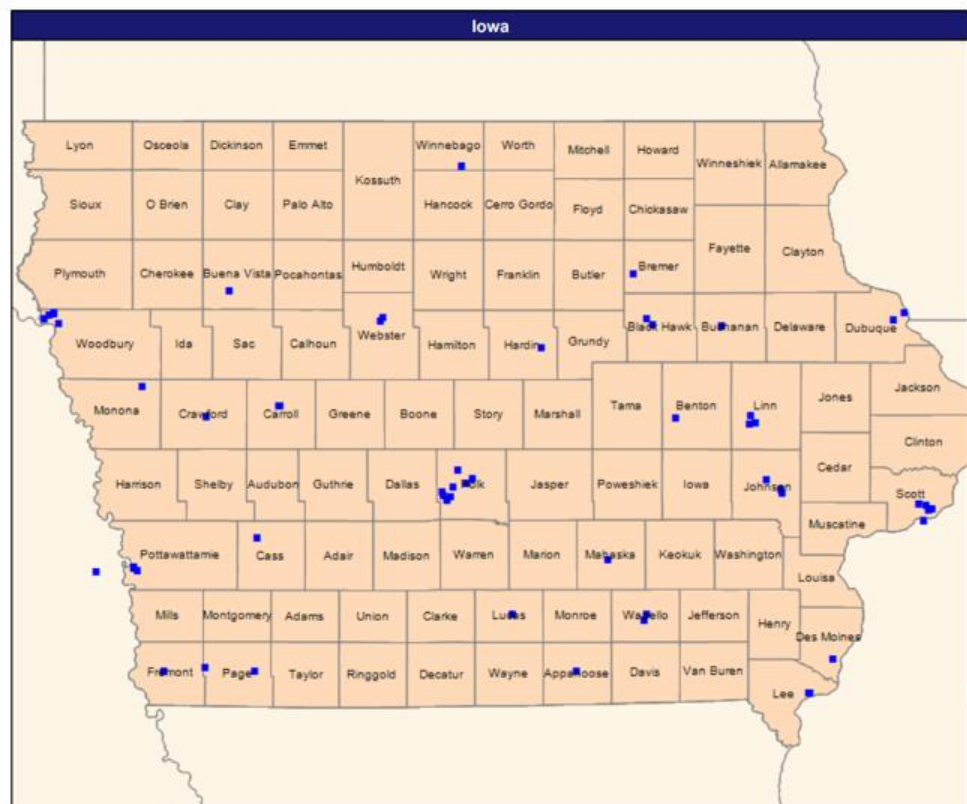 Iowa
Lyon Osceola Dickinson Emmet Winnebago Worth Mitchell Howard Winneshiek Allamakee
Kossuth
Sioux O Brien Clay Palo Alto Hancock Cerro Gordo Floyd Chickasaw
Fayette Clayton
Plymouth Cherokee Buena Vista Pocahontas Humboldt Wright Franklin Butler Bremer
Woodbury Ida Sac Calhoun Webster Hamilton Hardin Grundy Black Hawk Buchanan Delaware Dubuque
Jackson
Monona Crawford Carroll Greene Boone Story Marshall Tama Benton Linn Jones
Clinton
Cedar
Harrison Shelby Audubon Guthrie Dallas Polk Jasper Poweshiek Iowa Johnson Scott
Muscatine
Pottawattamie Cass Adair Madison Warren Marion Mahaska Keokuk Washington
Louisa
Mills Montgomery Adams Union Clarke Lucas Monroe Wapello Jefferson Henry
Des Moines
Fremont Page Taylor Ringgold Decatur Wayne Appanoose Davis Van Buren
Lee